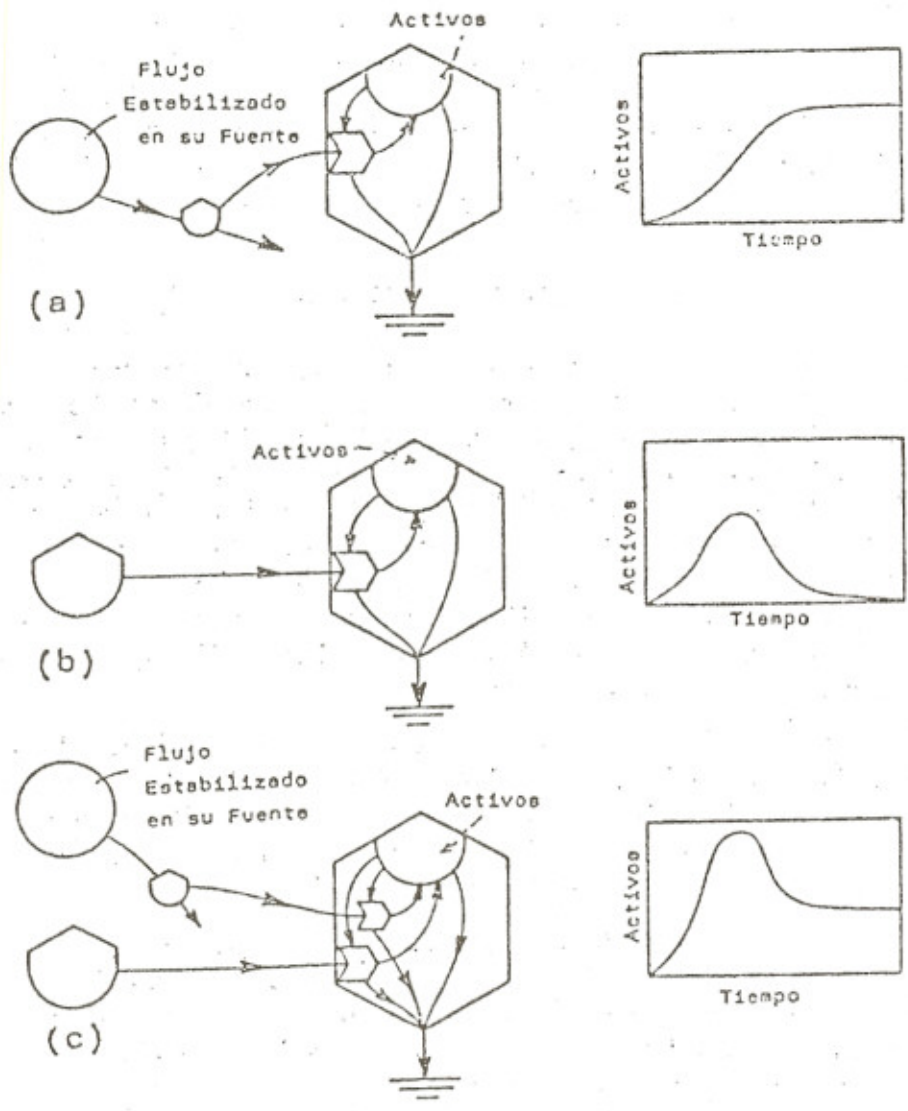 Activos
Flujo
Estabilizado
en su Fuente
Activos
Tiempo
(a)
Activos
Activos
Tiempo
(b)
Flujo
Estabilizado
en su Fuente
Activos
Activos
Tiempo
(c)